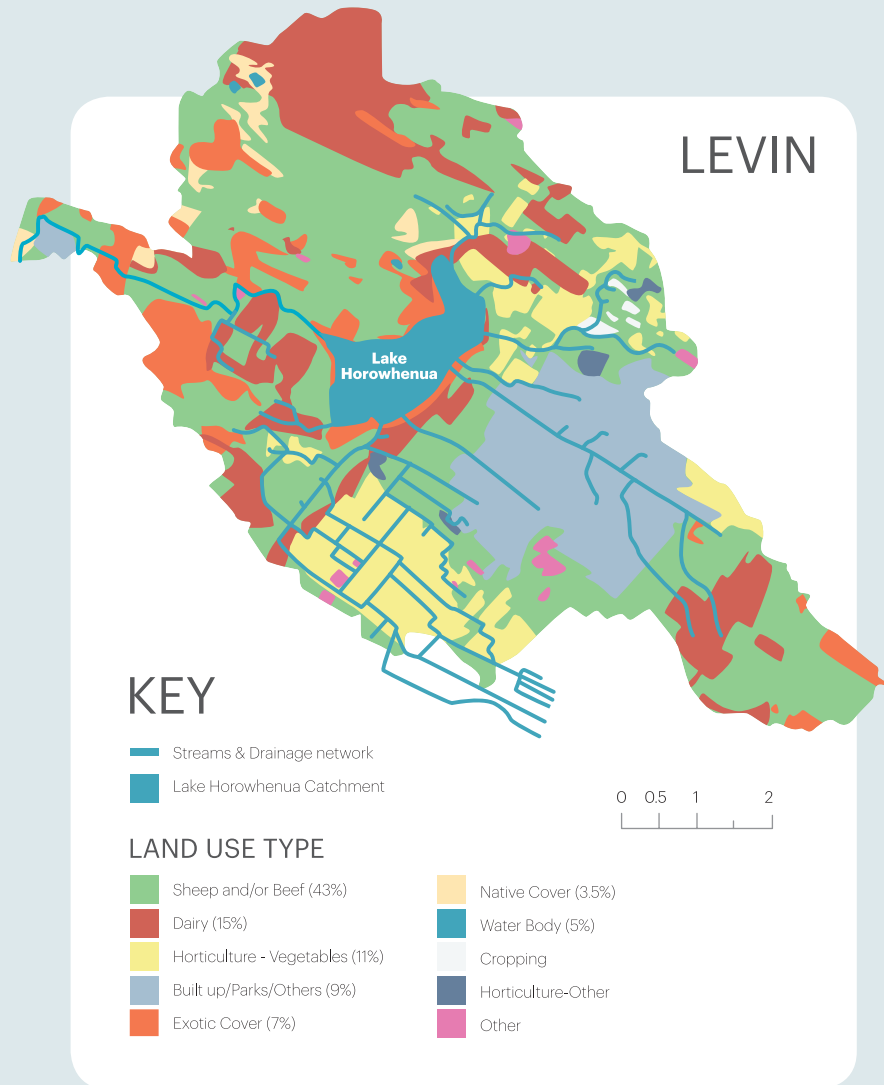 LEVIN
Lake
Horowhenua
KEY
Streams & Drainage network
Lake Horowhenua Catchment
0 0.5 1 2
LAND USE TYPE
Sheep and/or Beef (43%)
Dairy (15%)
Horticulture - Vegetables (11%)
Built up/Parks/Others (9%)
Exotic Cover (7%)
Native Cover (3.5%)
Water Body (5%)
Cropping
Horticulture-Other
Other